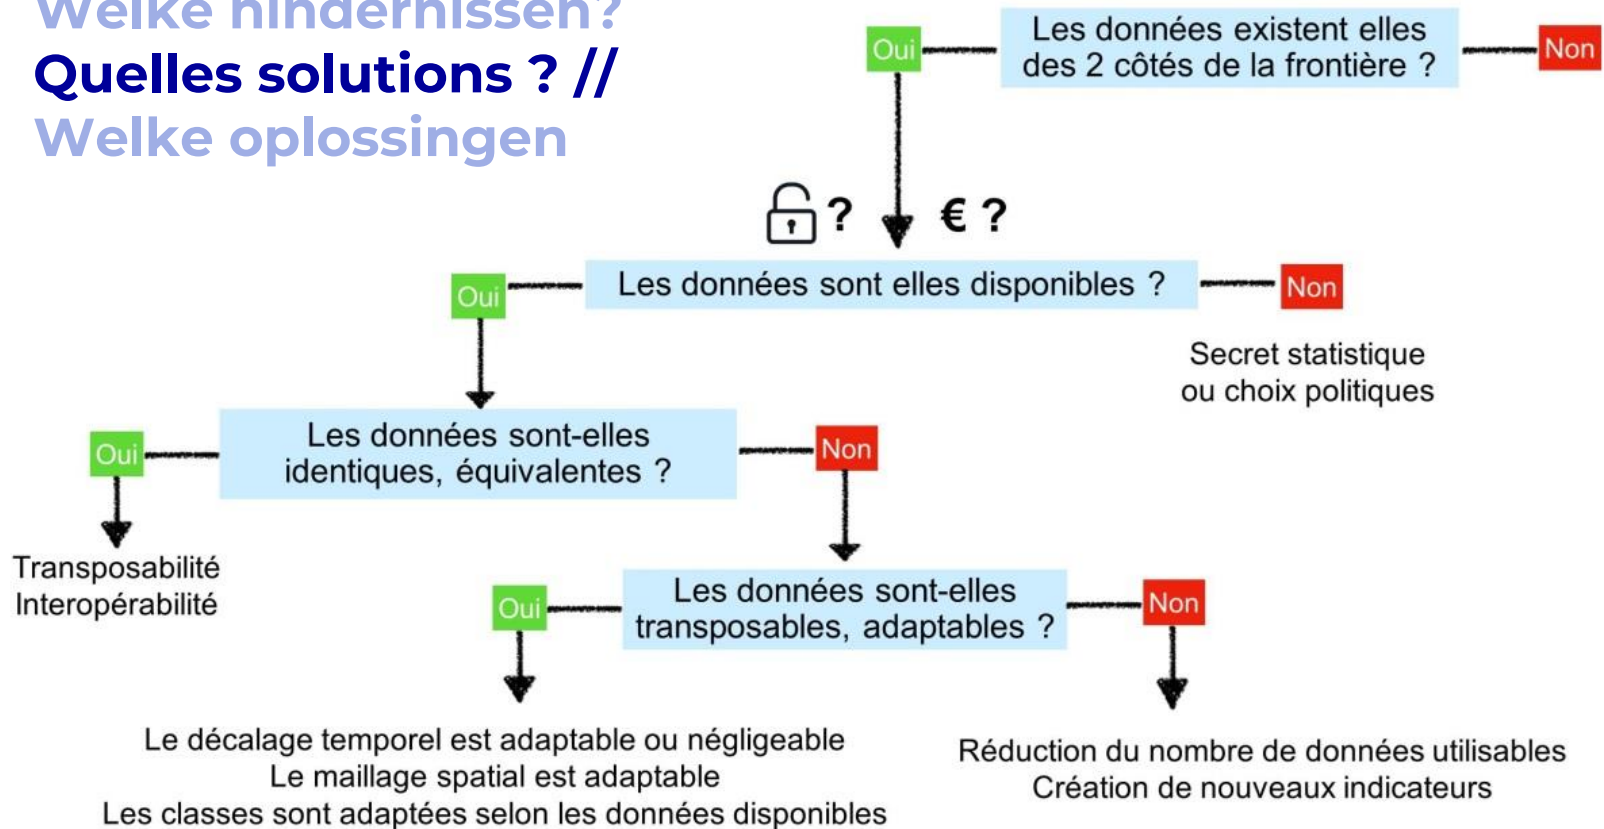 Welke hindernissen?
Quelles solutions ? //
Welke oplossingen
Oui
Les données existent elles
des 2 côtés de la frontière ?
Non
?
€ ?
Oui
Les données sont elles disponibles ?
Non
Secret statistique
ou choix politiques
Oui
Les données sont-elles
identiques, équivalentes ?
Non
Transposabilité
Interopérabilité
Oui
Les données sont-elles
transposables, adaptables ?
Non
Le décalage temporel est adaptable ou négligeable
Le maillage spatial est adaptable
Les classes sont adaptées selon les données disponibles
Réduction du nombre de données utilisables
Création de nouveaux indicateurs